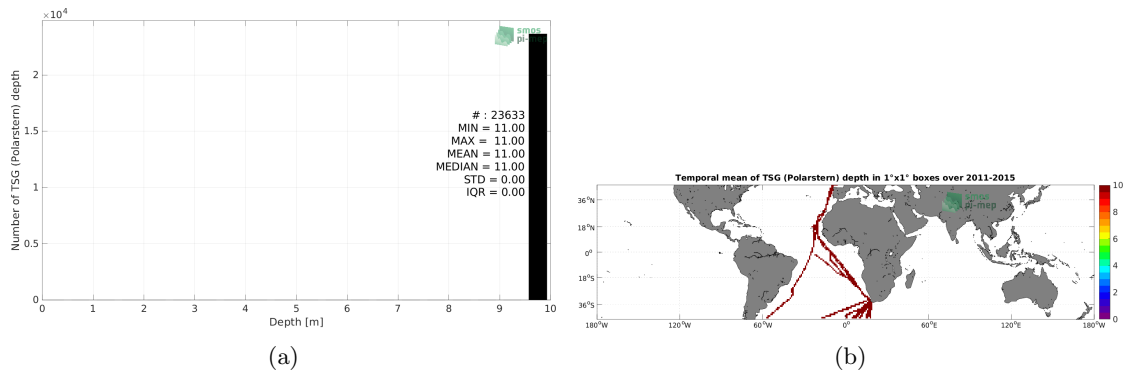 ×10⁴
2
1.5
1
0.5
0
Number of TSG (Polarstern) depth
smos
pi-mep
# : 23633
MIN = 11.00
MAX = 11.00
MEAN = 11.00
MEDIAN = 11.00
STD = 0.00
IQR = 0.00
0 1 2 3 4 5 6 7 8 9 10
Depth [m]
(a)
Temporal mean of TSG (Polarstern) depth in 1°x1° boxes over 2011-2015
smos
pi-mep
36°N
18°N
0°
18°S
36°S
180°W 120°W 60°W 0°W 60°E 120°E 180°W
10
8
6
4
2
0
(b)